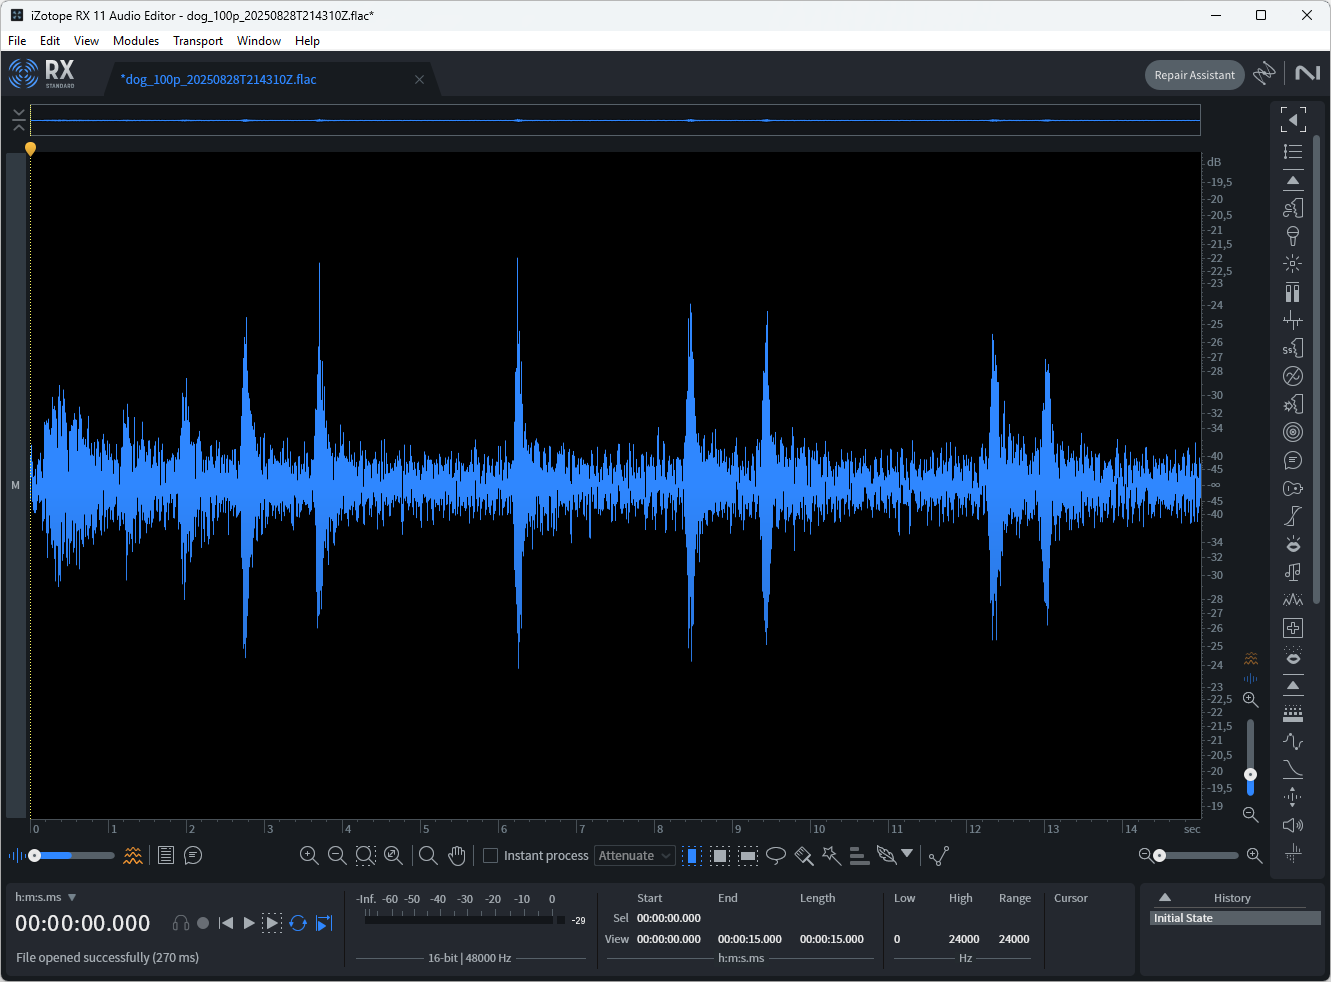 iZotope RX 11 Audio Editor - dog_100p_20250828T214310Z.flac*
File Edit View Modules Transport Window Help
RX
STANDARD
*dog_100p_20250828T214310Z.flac
Repair Assistant
dB
-19,5
-20
-20,5
-21
-21,5
-22
-22,5
-23
-24
-25
-26
-27
-28
-30
-32
-34
-40
-45
M
-∞
-45
-40
-34
-32
-30
-28
-27
-26
-25
-24
-23
-22,5
-22
-21,5
-21
-20,5
-20
-19,5
-19
0 1 2 3 4 5 6 7 8 9 10 11 12 13 14 sec
Instant process Attenuate
h:m:s.ms
00:00:00.000
File opened successfully (270 ms)
-Inf. -60 -50 -40 -30 -20 -10 0
-29
16-bit | 48000 Hz
Start End Length
Sel 00:00:00.000
View 00:00:00.000 00:00:15.000 00:00:15.000
h:m:s.ms
Low High Range
0 24000 24000
Hz
Cursor
History
Initial State